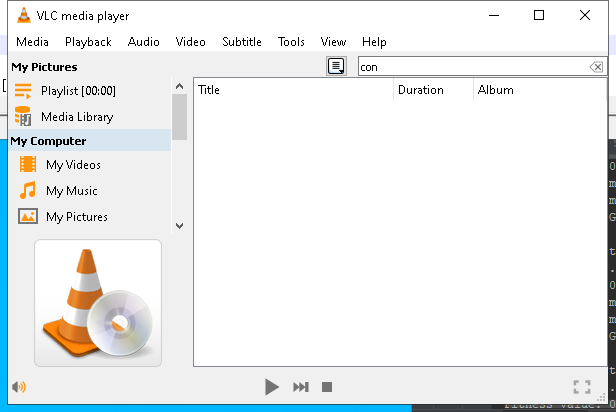 VLC media player
Media Playback Audio Video Subtitle Tools View Help
My Pictures
con
Playlist [00:00]
Title Duration Album
Media Library
My Computer
My Videos
My Music
My Pictures
Fitness value: 0